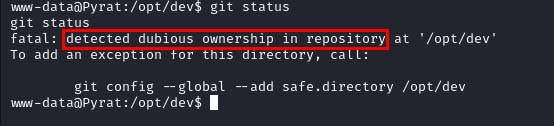 www-data@Pyrat:/opt/dev$ git status
git status
fatal: detected dubious ownership in repository at '/opt/dev'
To add an exception for this directory, call:
git config --global --add safe.directory /opt/dev
www-data@Pyrat:/opt/dev$